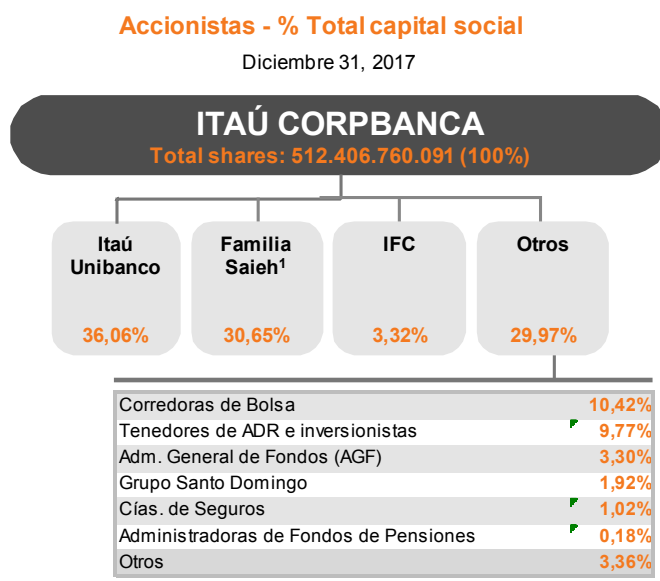 Accionistas - % Total capital social
Diciembre 31, 2017
ITAÚ CORPBANCA
Total shares: 512.406.760.091 (100%)
Itaú
Unibanco
36,06%
Familia
Saieh¹
30,65%
IFC
3,32%
Otros
29,97%
Corredoras de Bolsa 10,42%
Tenedores de ADR e inversionistas 9,77%
Adm. General de Fondos (AGF) 3,30%
Grupo Santo Domingo 1,92%
Cías. de Seguros 1,02%
Administradoras de Fondos de Pensiones 0,18%
Otros 3,36%